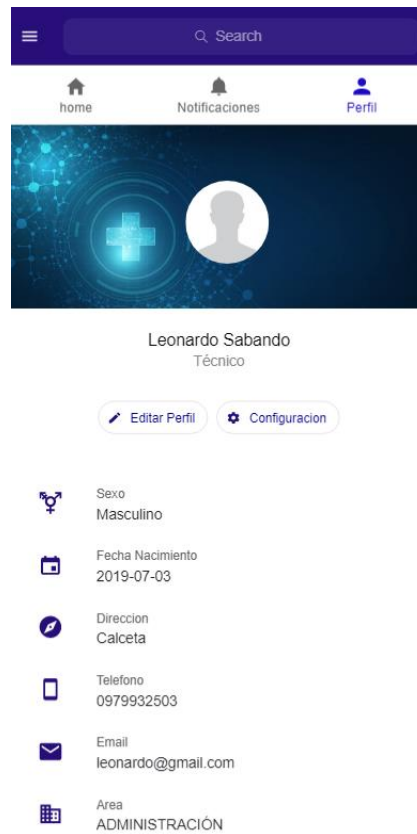 Search
home
Notificaciones
Perfil
Leonardo Sabando
Técnico
Editar Perfil
Configuracion
Sexo
Masculino
Fecha Nacimiento
2019-07-03
Direccion
Calceta
Telefono
0979932503
Email
leonardo@gmail.com
Area
ADMINISTRACIÓN